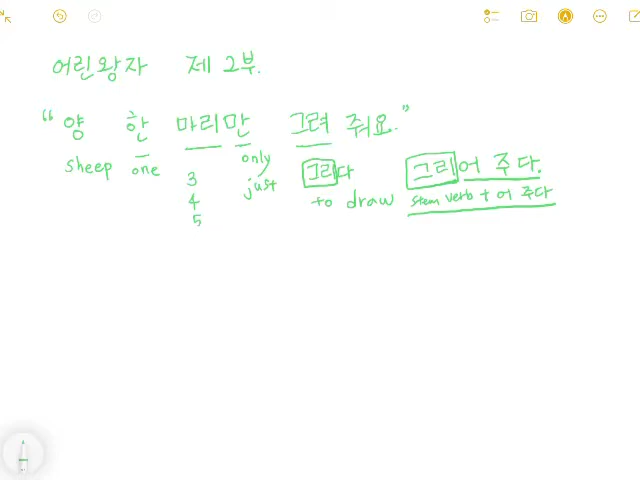 어린왕자 제 2부.
"양 한 마리만 그려 줘요."
sheep one 3 only 그리다 그리어 주다.
4 just to draw stem verb + 어 주다
5